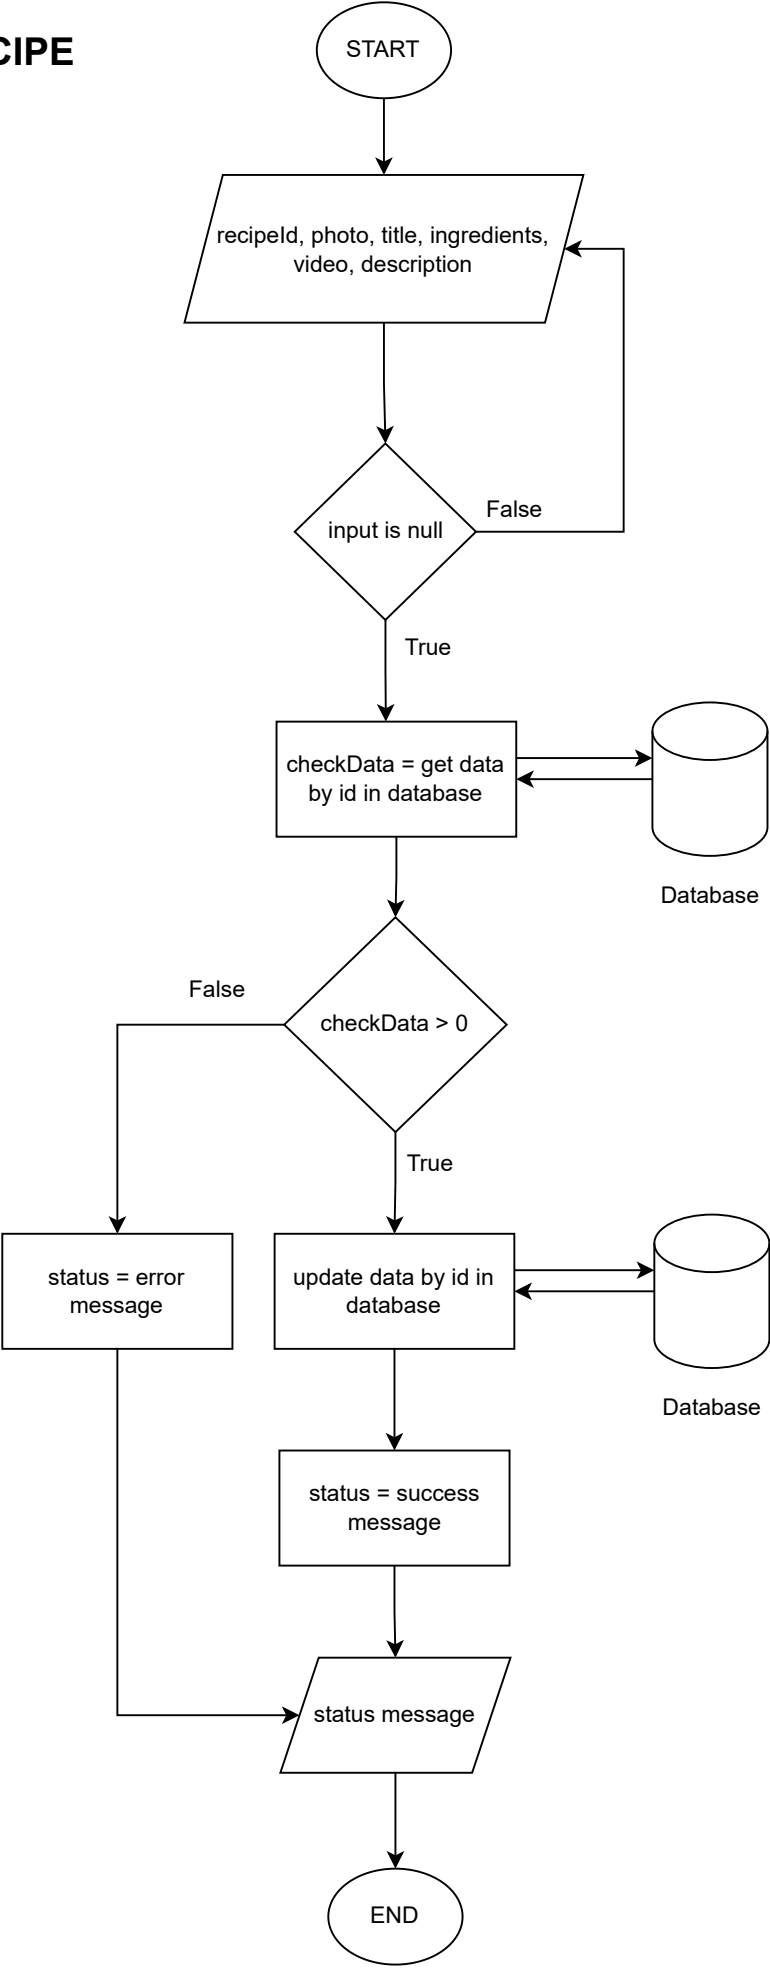 CIPE
START
recipeId, photo, title, ingredients,
video, description
input is null
False
True
checkData = get data
by id in database
Database
False
checkData > 0
True
status = error
message
update data by id in
database
Database
status = success
message
status message
END